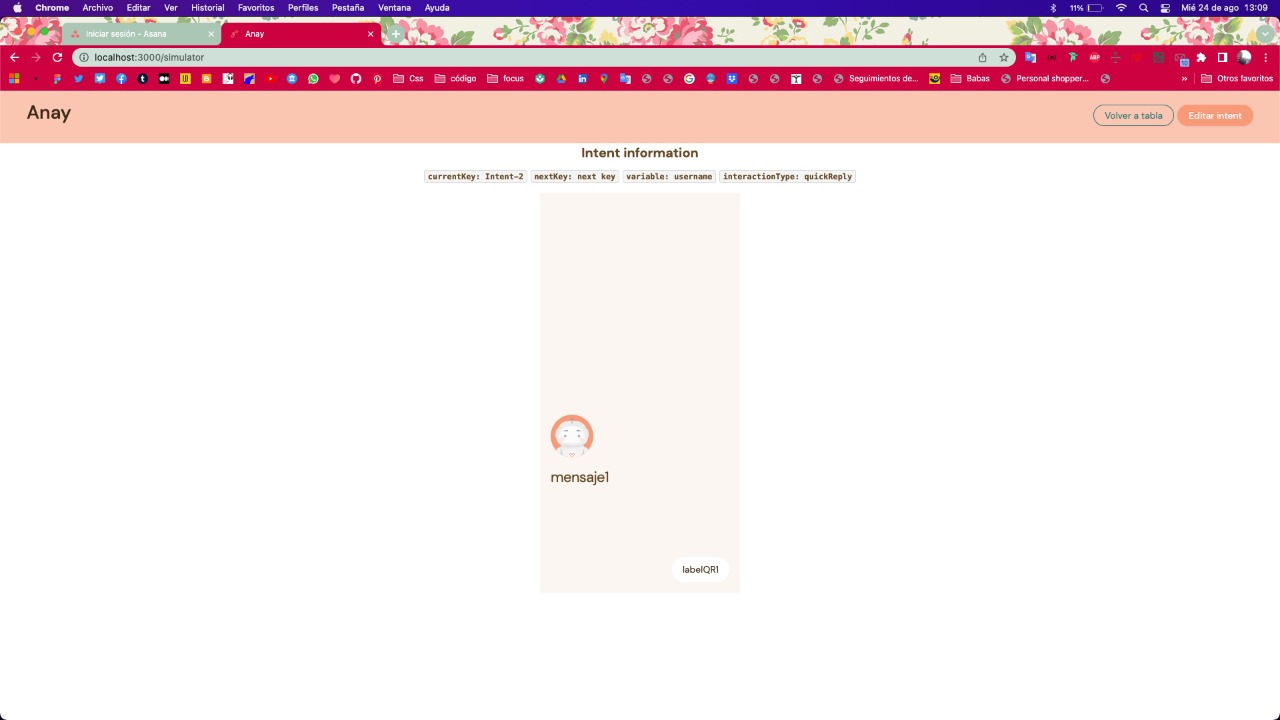 Chrome Archivo Editar Ver Historial Favoritos Perfiles Pestaña Ventana Ayuda 11% Mié 24 de ago 13:09
Iniciar sesión - Asana Anay
localhost:3000/simulator
Css código focus Seguimientos de... Babas Personal shopper... » Otros favoritos
Anay
Volver a tabla Editar intent
Intent information
currentKey: Intent-2 nextKey: next key variable: username interactionType: quickReply
mensaje1
labelQR1